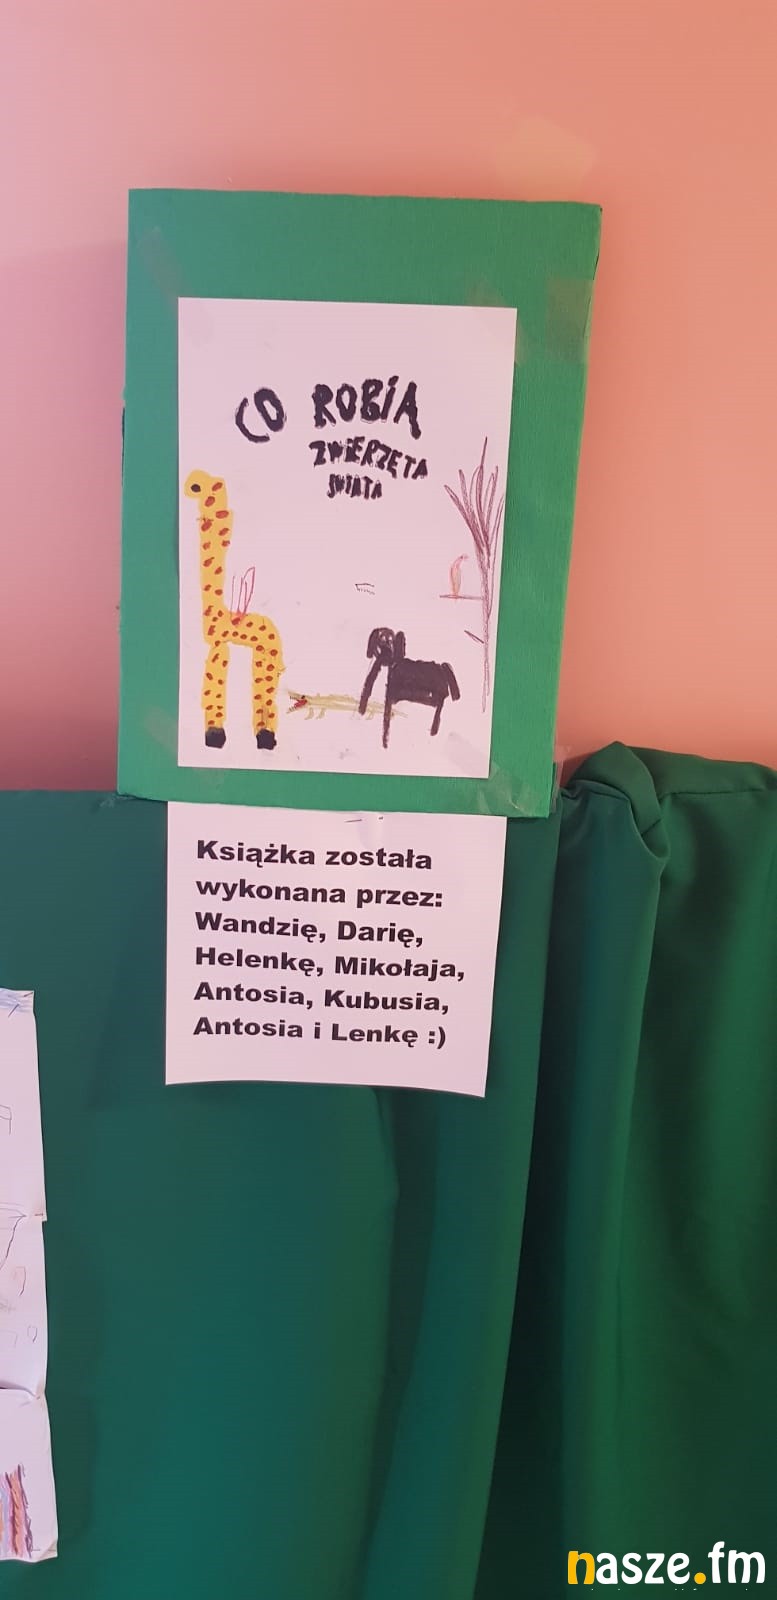 CO ROBIĄ
ZWIERZĘTA
ŚWIATA
Książka została
wykonana przez:
Wandzię, Darię,
Helenkę, Mikołaja,
Antosia, Kubusia,
Antosia i Lenkę :)
nasze.fm